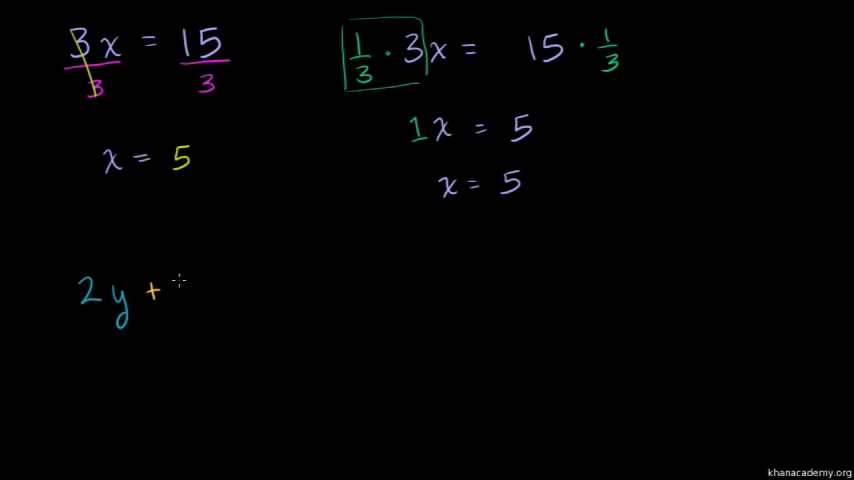 3x = 15
3 3
x = 5
1/3 · 3x = 15 · 1/3
1x = 5
x = 5
2y +
khanacademy.org